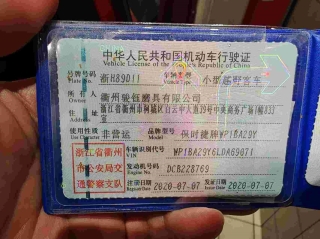 中华人民共和国机动车行驶证
Vehicle License of the People's Republic of China
号牌号码 浙H89011 车辆类型 小型越野客车
Plate No. Vehicle Type
所有人 衢州骏钰磨具有限公司
Owner
住址
Address
使用性质 非营运 品牌型号 保时捷牌WP1BA29Y
Use Character Model
浙江省衢州
市公安局交
通警察支队
车辆识别代号 WP1BA29Y6LDA69071
VIN
发动机号码 DCB228769
Engine No.
注册日期 2020-07-07 发证日期 2020-07-07
Register Date Issue Date